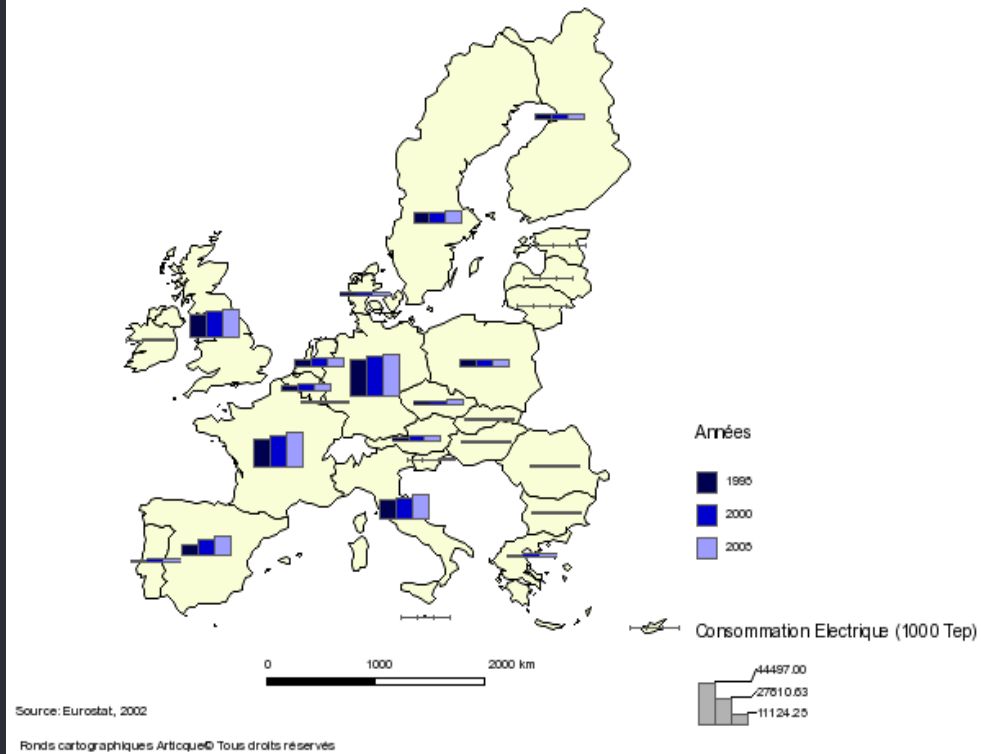 Années
1995
2000
2005
Consommation Electrique (1000 Tep)
44497.00
27810.63
11124.25
0 1000 2000 km
Source: Eurostat, 2002
Fonds cartographiques Articque© Tous droits réservés